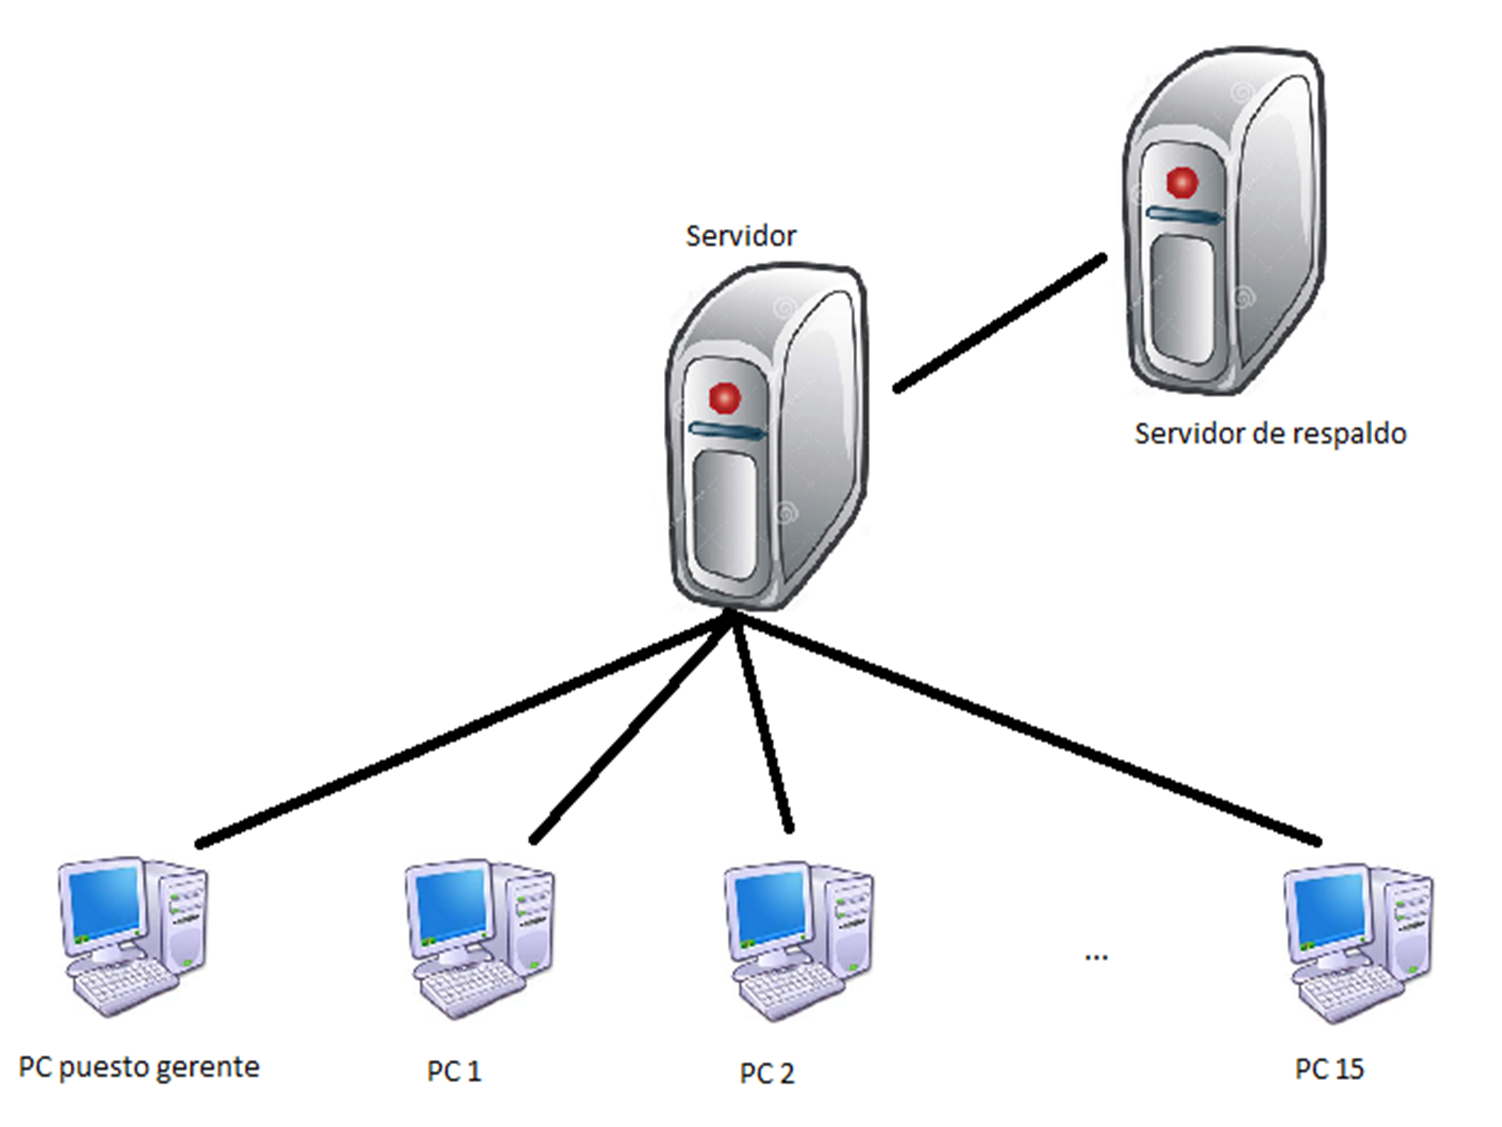 Servidor
Servidor de respaldo
PC puesto gerente
PC 1
PC 2
...
PC 15